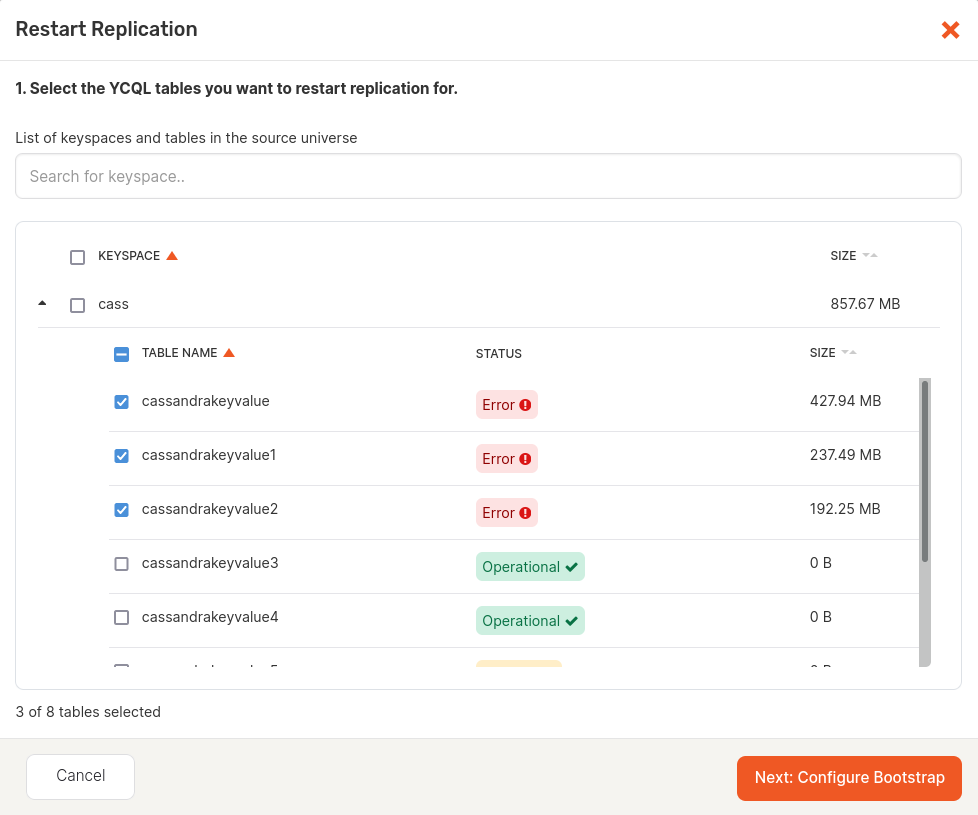 Restart Replication
1. Select the YCQL tables you want to restart replication for.
List of keyspaces and tables in the source universe
Search for keyspace..
KEYSPACE SIZE
cass 857.67 MB
TABLE NAME STATUS SIZE
cassandrakeyvalue Error 427.94 MB
cassandrakeyvalue1 Error 237.49 MB
cassandrakeyvalue2 Error 192.25 MB
cassandrakeyvalue3 Operational 0 B
cassandrakeyvalue4 Operational 0 B
3 of 8 tables selected
Cancel Next: Configure Bootstrap